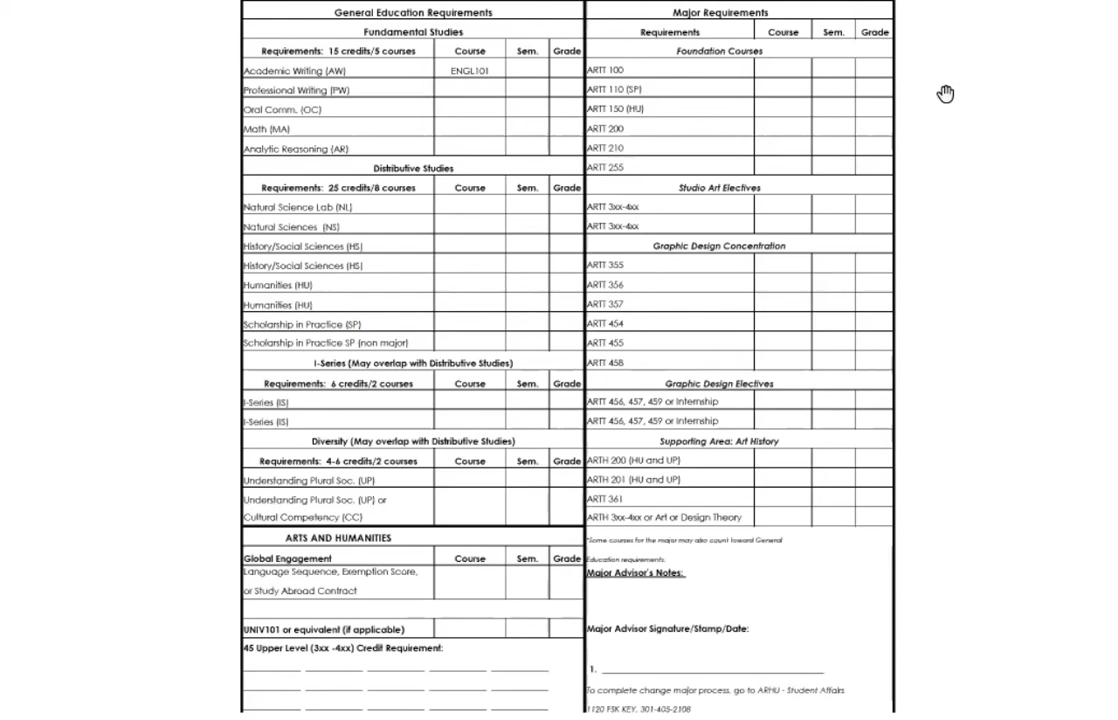 General Education Requirements
Fundamental Studies
Requirements: 15 credits/5 courses Course Sem. Grade
Academic Writing (AW) ENGL101
Professional Writing (PW)
Oral Comm. (OC)
Math (MA)
Analytic Reasoning (AR)
Distributive Studies
Requirements: 25 credits/8 courses Course Sem. Grade
Natural Science Lab (NL)
Natural Sciences (NS)
History/Social Sciences (HS)
History/Social Sciences (HS)
Humanities (HU)
Humanities (HU)
Scholarship in Practice (SP)
Scholarship in Practice SP (non major)
I-Series (May overlap with Distributive Studies)
Requirements: 6 credits/2 courses Course Sem. Grade
I-Series (IS)
I-Series (IS)
Diversity (May overlap with Distributive Studies)
Requirements: 4-6 credits/2 courses Course Sem. Grade
Understanding Plural Soc. (UP)
Understanding Plural Soc. (UP) or
Cultural Competency (CC)
ARTS AND HUMANITIES
Global Engagement Course Sem. Grade
Language Sequence, Exemption Score,
or Study Abroad Contract
UNIV101 or equivalent (if applicable)
45 Upper Level (3xx -4xx) Credit Requirement:
Major Requirements
Requirements Course Sem. Grade
Foundation Courses
ARTT 100
ARTT 110 (SP)
ARTT 150 (HU)
ARTT 200
ARTT 210
ARTT 255
Studio Art Electives
ARTT 3xx-4xx
ARTT 3xx-4xx
Graphic Design Concentration
ARTT 355
ARTT 356
ARTT 357
ARTT 454
ARTT 455
ARTT 458
Graphic Design Electives
ARTT 456, 457, 459 or Internship
ARTT 456, 457, 459 or Internship
Supporting Area: Art History
ARTH 200 (HU and UP)
ARTH 201 (HU and UP)
ARTT 361
ARTH 3xx-4xx or Art or Design Theory
*Some courses for the major may also count toward General
Education requirements.
Major Advisor's Notes:
Major Advisor Signature/Stamp/Date:
1.
To complete change major process, go to ARHU - Student Affairs
1120 FSK KEY, 301-405-2108